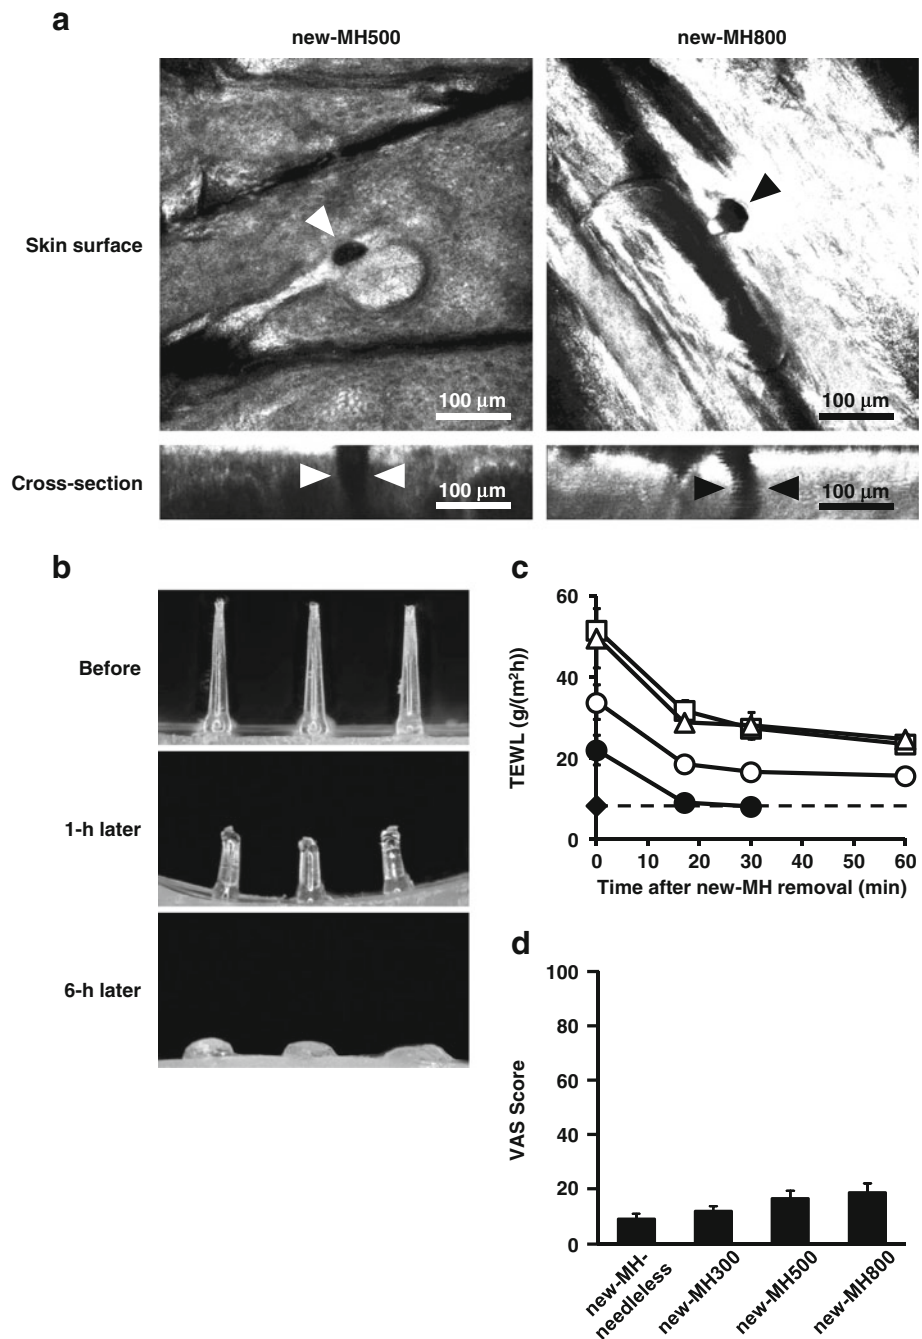 a
new-MH500
new-MH800
Skin surface
100 μm
100 μm
Cross-section
100 μm
100 μm
b
Before
1-h later
6-h later
c
60
40
20
0
TEWL (g/(m²h))
0 10 20 30 40 50 60
Time after new-MH removal (min)
d
100
80
60
40
20
0
VAS Score
new-MH-
needleless
new-MH300
new-MH500
new-MH800